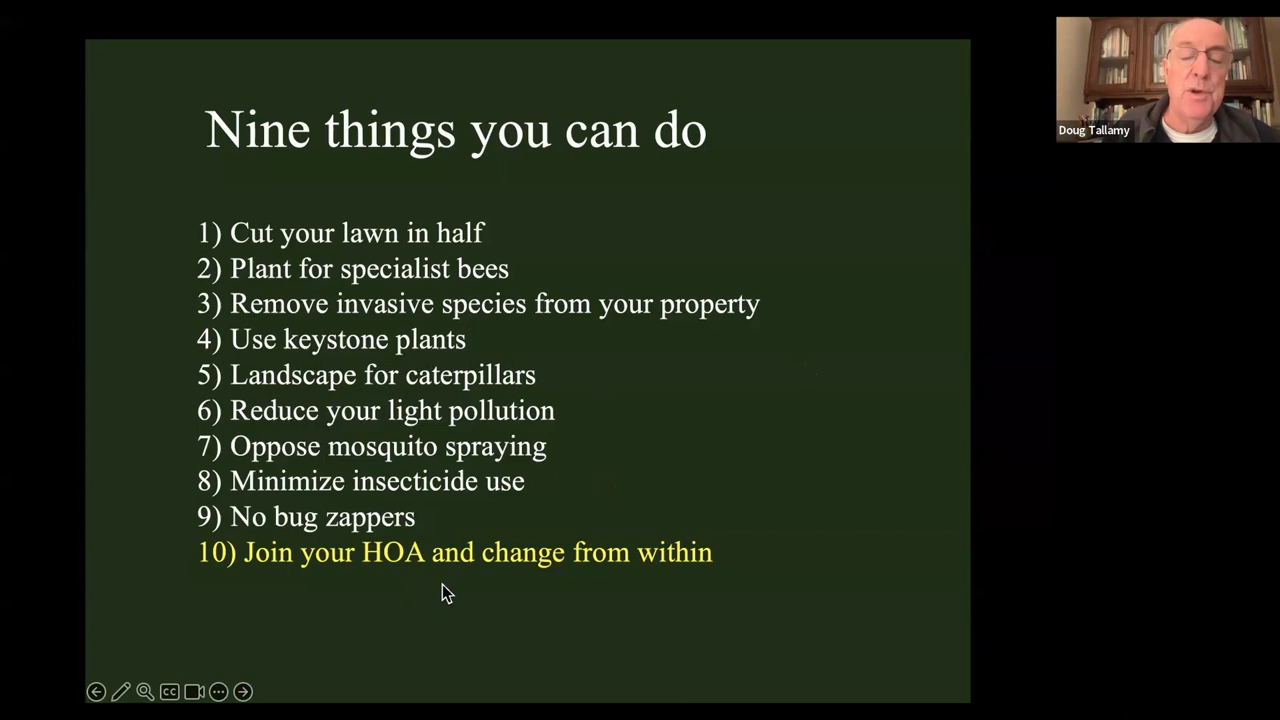 Nine things you can do
1) Cut your lawn in half
2) Plant for specialist bees
3) Remove invasive species from your property
4) Use keystone plants
5) Landscape for caterpillars
6) Reduce your light pollution
7) Oppose mosquito spraying
8) Minimize insecticide use
9) No bug zappers
10) Join your HOA and change from within
Doug Tallamy
CC